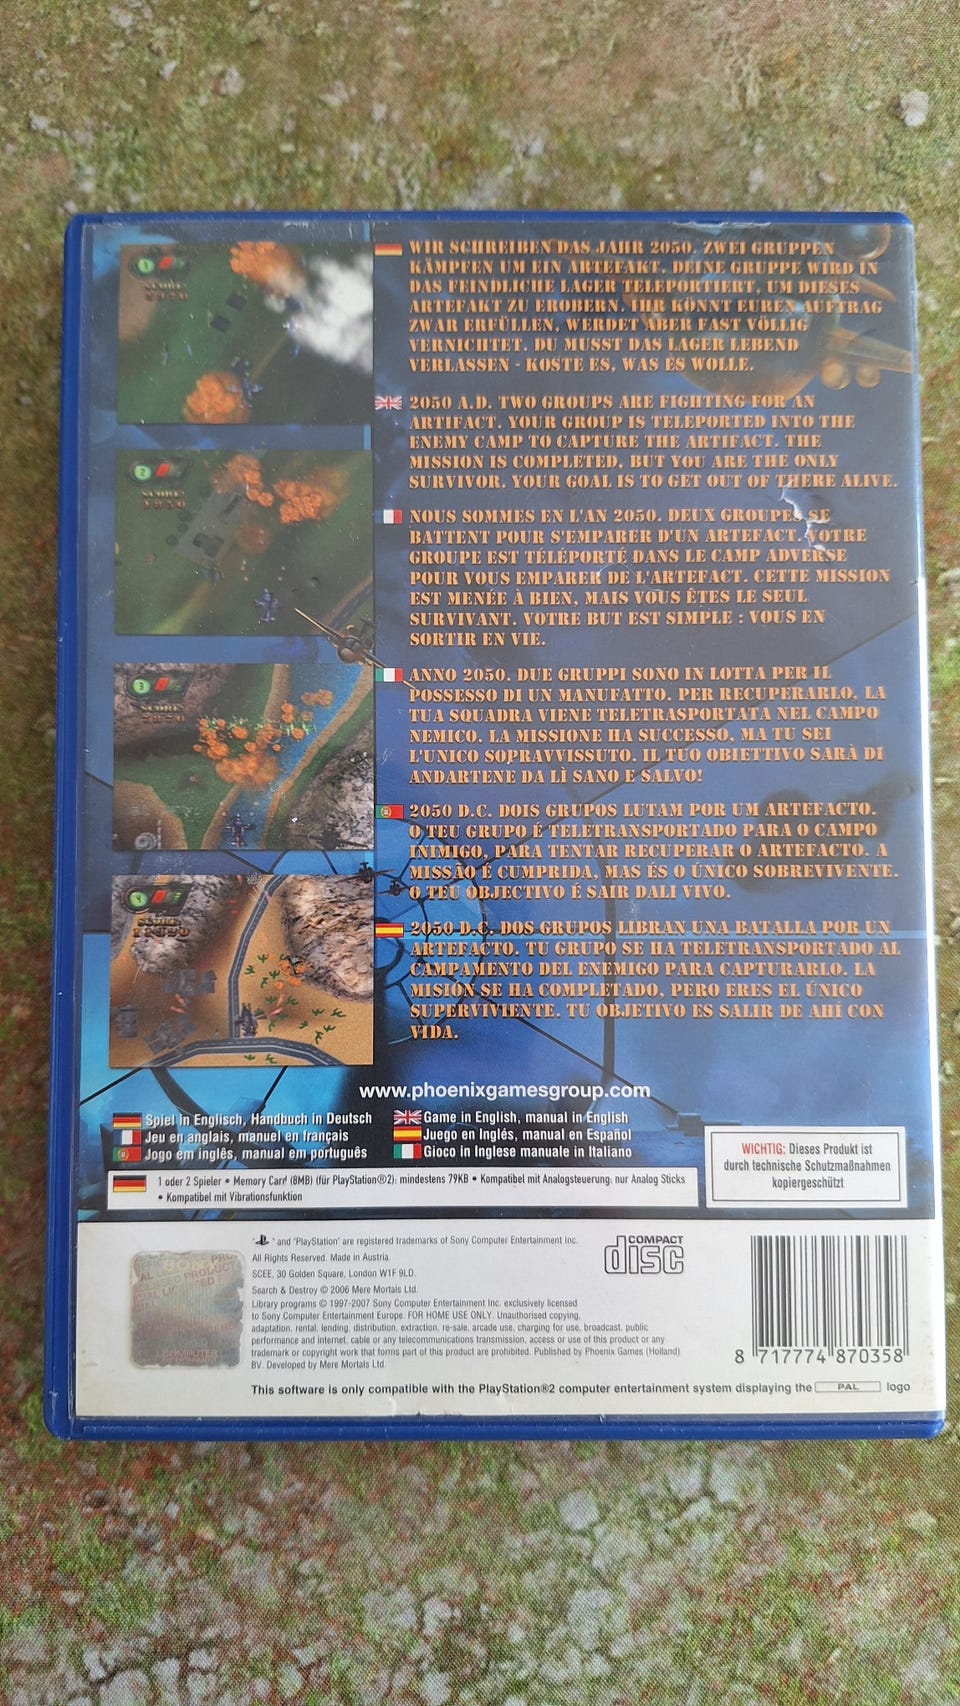 WIR SCHREIBEN DAS JAHR 2050. ZWEI GRUPPEN
KÄMPFEN UM EIN ARTEFAKT. DEINE GRUPPE WIRD IN
DAS FEINDLICHE LAGER TELEPORTIERT, UM DIESES
ARTEFAKT ZU EROBERN. IHR KÖNNT EUREN AUFTRAG
ZWAR ERFÜLLEN, WERDET ABER FAST VÖLLIG
VERNICHTET. DU MUSST DAS LAGER LEBEND
VERLASSEN - KOSTE ES, WAS ES WOLLE.
2050 A.D. TWO GROUPS ARE FIGHTING FOR AN
ARTIFACT. YOUR GROUP IS TELEPORTED INTO THE
ENEMY CAMP TO CAPTURE THE ARTIFACT. THE
MISSION IS COMPLETED, BUT YOU ARE THE ONLY
SURVIVOR. YOUR GOAL IS TO GET OUT OF THERE ALIVE.
NOUS SOMMES EN L'AN 2050. DEUX GROUPES SE
BATTENT POUR S'EMPARER D'UN ARTEFACT. VOTRE
GROUPE EST TÉLÉPORTÉ DANS LE CAMP ADVERSE
POUR VOUS EMPARER DE L'ARTEFACT. CETTE MISSION
EST MENÉE À BIEN, MAIS VOUS ÊTES LE SEUL
SURVIVANT. VOTRE BUT EST SIMPLE : VOUS EN
SORTIR EN VIE.
ANNO 2050. DUE GRUPPI SONO IN LOTTA PER IL
POSSESSO DI UN MANUFATTO. PER RECUPERARLO, LA
TUA SQUADRA VIENE TELETRASPORTATA NEL CAMPO
NEMICO. LA MISSIONE HA SUCCESSO, MA TU SEI
L'UNICO SOPRAVVISSUTO. IL TUO OBIETTIVO SARÀ DI
ANDARTENE DA LÌ SANO E SALVO!
2050 D.C. DOIS GRUPOS LUTAM POR UM ARTEFACTO.
O TEU GRUPO É TELETRANSPORTADO PARA O CAMPO
INIMIGO, PARA TENTAR RECUPERAR O ARTEFACTO. A
MISSÃO É CUMPRIDA, MAS ÉS O ÚNICO SOBREVIVENTE.
O TEU OBJECTIVO É SAIR DALI VIVO.
2050 D.C. DOS GRUPOS LIBRAN UNA BATALLA POR UN
ARTEFACTO. TU GRUPO SE HA TELETRANSPORTADO AL
CAMPAMENTO DEL ENEMIGO PARA CAPTURARLO. LA
MISIÓN SE HA COMPLETADO, PERO ERES EL ÚNICO
SUPERVIVIENTE. TU OBJETIVO ES SALIR DE AHÍ CON
VIDA.
1
SCORE:
2
SCORE:
1850
3
SCORE:
7870
4
SCORE:
11820
www.phoenixgamesgroup.com
Spiel in Englisch, Handbuch in Deutsch
Jeu en anglais, manuel en français
Jogo em inglês, manual em português
Game in English, manual in English
Juego en Inglés, manual en Español
Gioco in Inglese manuale in Italiano
1 oder 2 Spieler • Memory Card (8MB) (für PlayStation®2): mindestens 79KB • Kompatibel mit Analogsteuerung: nur Analog Sticks
• Kompatibel mit Vibrationsfunktion
WICHTIG: Dieses Produkt ist
durch technische Schutzmaßnahmen
kopiergeschützt
" " and "PlayStation" are registered trademarks of Sony Computer Entertainment Inc.
All Rights Reserved. Made in Austria.
SCEE, 30 Golden Square, London W1F 9LD.
Search & Destroy © 2006 Mere Mortals Ltd.
Library programs © 1997-2007 Sony Computer Entertainment Inc. exclusively licensed
to Sony Computer Entertainment Europe. FOR HOME USE ONLY. Unauthorised copying,
adaptation, rental, lending, distribution, extraction, re-sale, arcade use, charging for use, broadcast, public
performance and internet, cable or any telecommunications transmission, access or use of this product or any
trademark or copyright work that forms part of this product are prohibited. Published by Phoenix Games (Holland)
BV. Developed by Mere Mortals Ltd.
COMPACT
disc
8 717774 870358
This software is only compatible with the PlayStation®2 computer entertainment system displaying the PAL logo